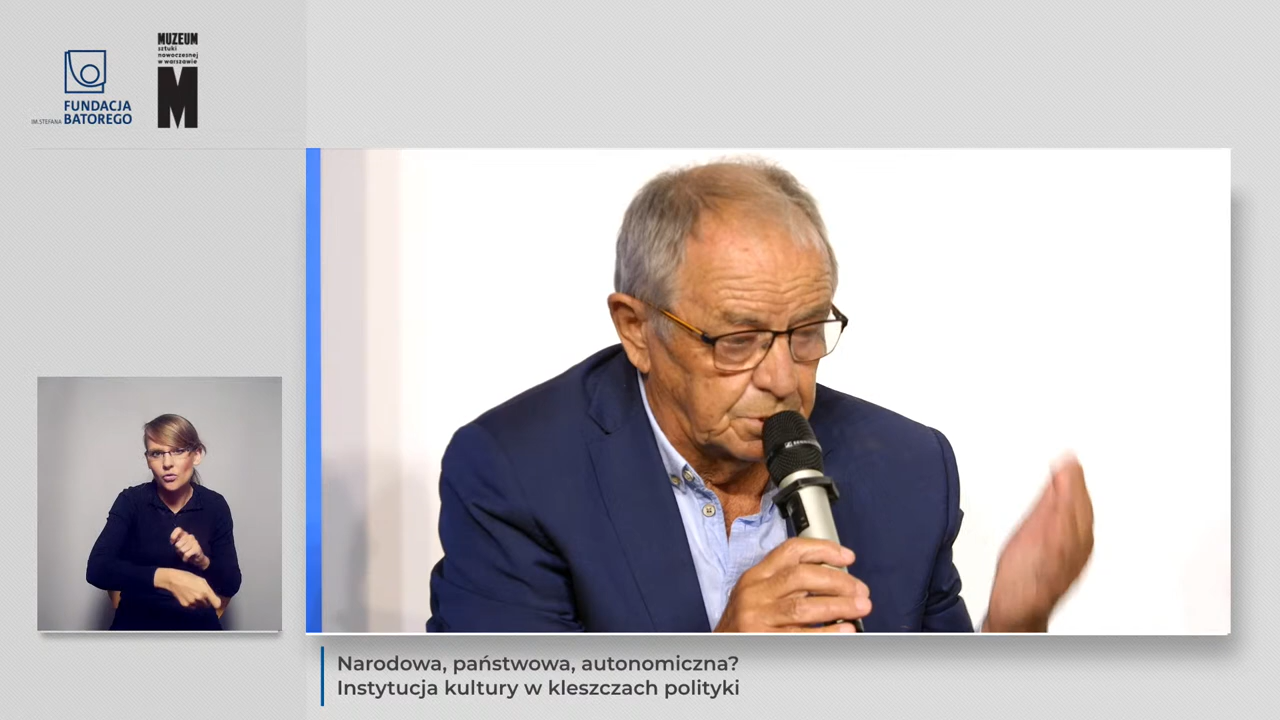 MUZEUM
sztuki
nowoczesnej
w warszawie
M
FUNDACJA
IM. STEFANA BATOREGO
Narodowa, państwowa, autonomiczna?
Instytucja kultury w kleszczach polityki